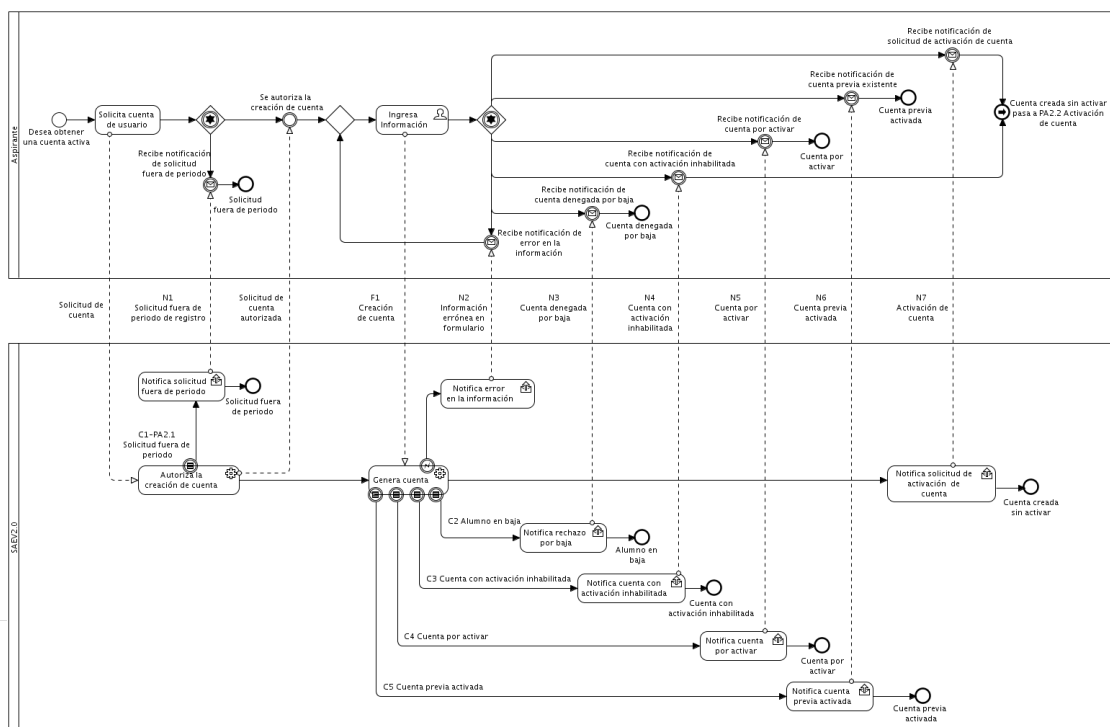 Aspirante
Desea obtener
una cuenta activa
Solicita cuenta
de usuario
Recibe notificación
de solicitud
fuera de periodo
Solicitud
fuera de periodo
Se autoriza la
creación de cuenta
Ingresa
Información
Recibe notificación de
solicitud de activación de cuenta
Recibe notificación de
cuenta previa existente
Cuenta previa
activada
Recibe notificación
de cuenta por activar
Cuenta por
activar
Recibe notificación de
cuenta con activación inhabilitada
Recibe notificación de
cuenta denegada por baja
Cuenta denegada
por baja
Recibe notificación de
error en la
información
Cuenta creada sin activar
pasa a PA2.2 Activación
de cuenta
Solicitud de
cuenta
N1
Solicitud fuera de
periodo de registro
Solicitud de
cuenta
autorizada
F1
Creación
de cuenta
N2
Información
errónea en
formulario
N3
Cuenta denegada
por baja
N4
Cuenta con
activación
inhabilitada
N5
Cuenta por
activar
N6
Cuenta previa
activada
N7
Activación de
cuenta
SAEV2.0
Notifica solicitud
fuera de periodo
Solicitud fuera
de periodo
C1-PA2.1
Solicitud fuera de
periodo
Autoriza la
creación de cuenta
Notifica error
en la información
Genera cuenta
Notifica solicitud de
activación de
cuenta
Cuenta creada
sin activar
C2 Alumno en baja
Notifica rechazo
por baja
Alumno en
baja
C3 Cuenta con activación inhabilitada
Notifica cuenta con
activación inhabilitada
Cuenta con
activación inhabilitada
C4 Cuenta por activar
Notifica cuenta
por activar
Cuenta por
activar
C5 Cuenta previa activada
Notifica cuenta
previa activada
Cuenta previa
activada